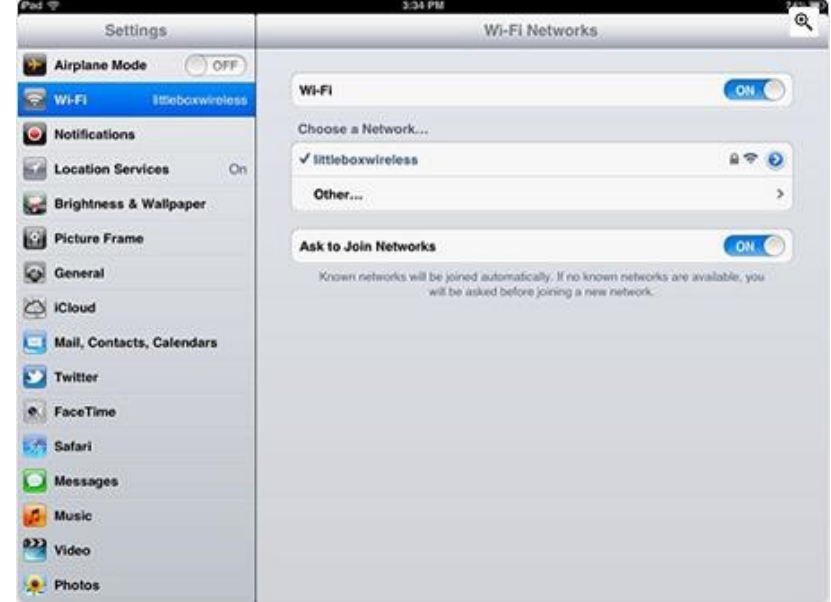 iPad 3:34 PM
Settings
Airplane Mode OFF
Wi-Fi littleboxwireless
Notifications
Location Services On
Brightness & Wallpaper
Picture Frame
General
iCloud
Mail, Contacts, Calendars
Twitter
FaceTime
Safari
Messages
Music
Video
Photos
Wi-Fi Networks
Wi-Fi ON
Choose a Network...
✓ littleboxwireless
Other...
Ask to Join Networks ON
Known networks will be joined automatically. If no known networks are available, you
will be asked before joining a new network.